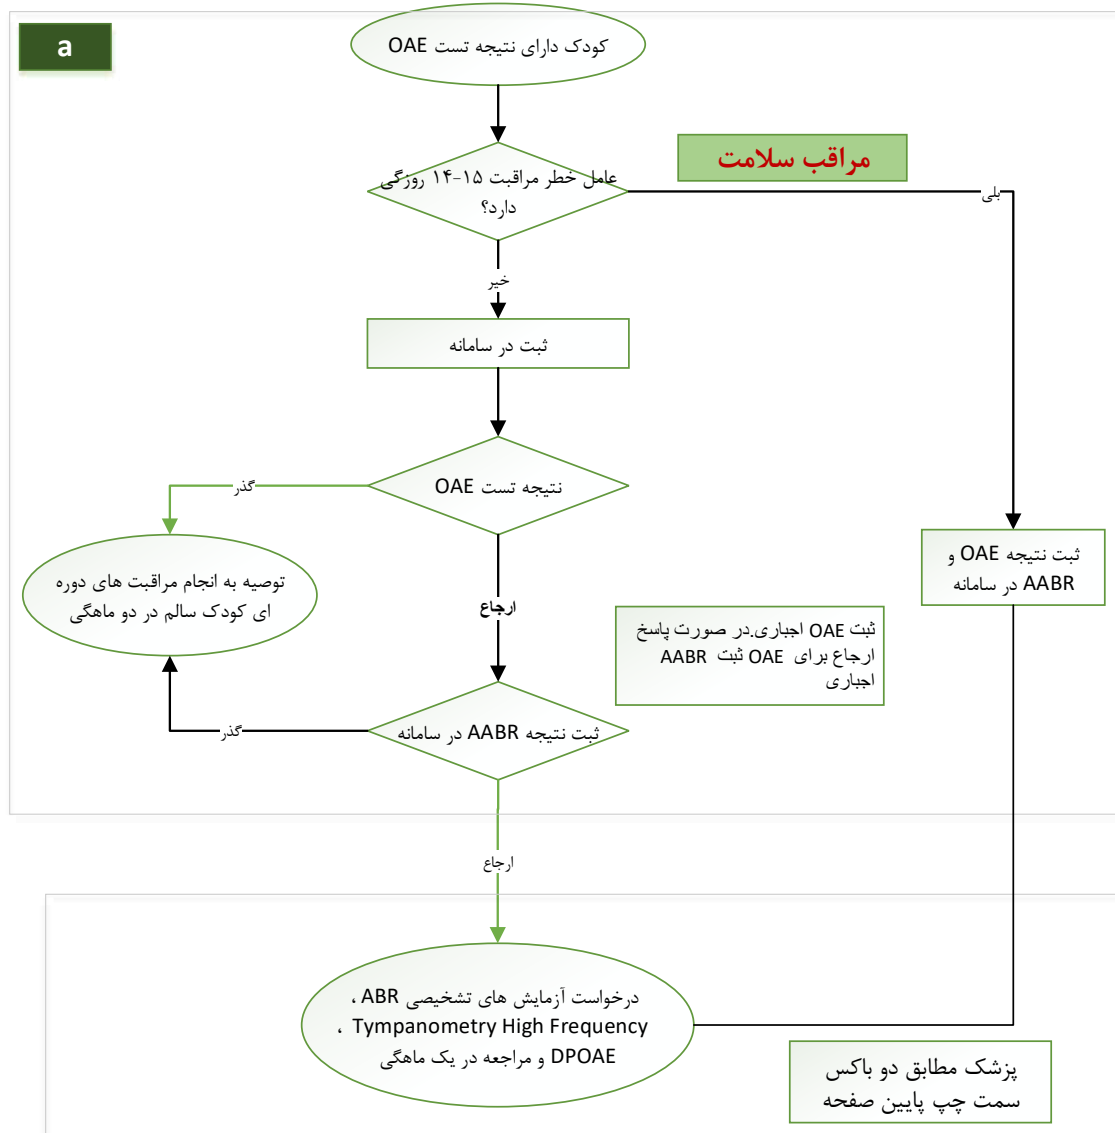 a
کودک دارای نتیجه تست OAE
مراقب سلامت
عامل خطر مراقبت ۱۵-۱۴ روزگی
دارد؟
بلی
خیر
ثبت در سامانه
نتیجه تست OAE
گذر
توصیه به انجام مراقبت های دوره
ای کودک سالم در دو ماهگی
ارجاع
ثبت نتیجه OAE و
AABR در سامانه
ثبت OAE اجباری.در صورت پاسخ
ارجاع برای OAE ثبت AABR
اجباری
ثبت نتیجه AABR در سامانه
گذر
ارجاع
درخواست آزمایش های تشخیصی ABR ،
Tympanometry High Frequency ،
DPOAE و مراجعه در یک ماهگی
پزشک مطابق دو باکس
سمت چپ پایین صفحه